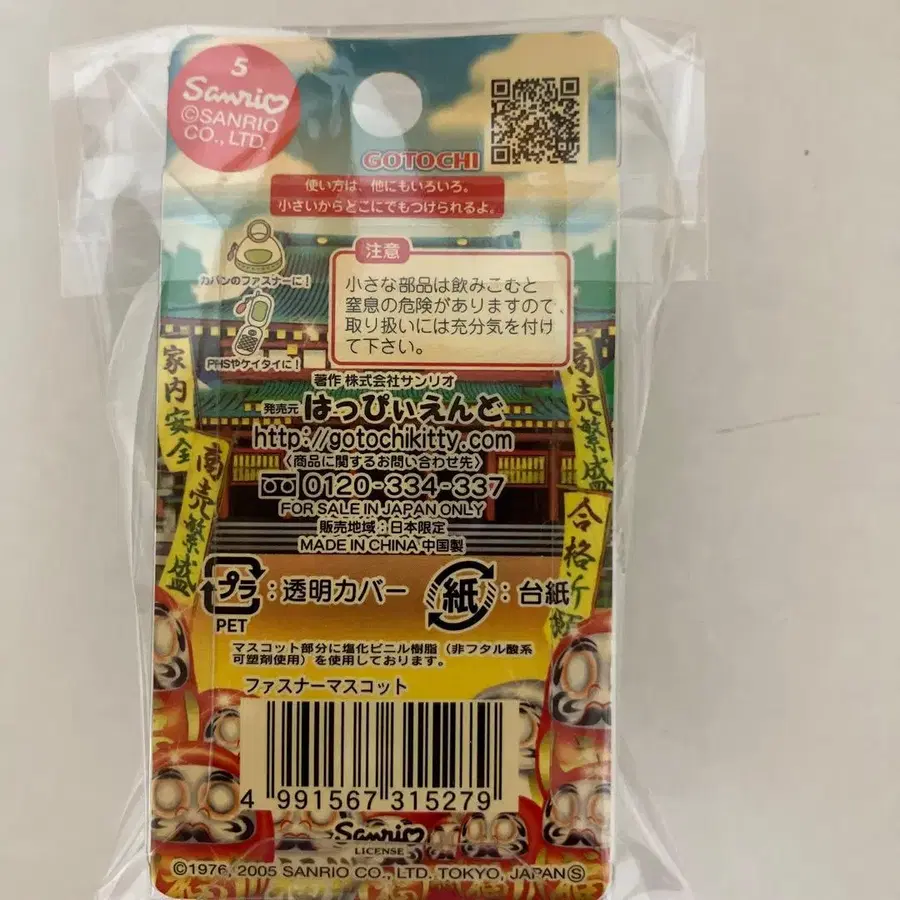 5
Sanrio
©SANRIO
CO., LTD.
GOTOCHI
使い方は、他にもいろいろ。
小さいからどこにでもつけられるよ。
カバンのファスナーに!
PHSやケイタイに!
注意
小さな部品は飲みこむと
窒息の危険がありますので、
取り扱いには充分気を付け
て下さい。
著作 株式会社サンリオ
発売元 はっぴぃえんど
http://gotochikitty.com
〈商品に関するお問い合わせ先〉
0120-334-337
FOR SALE IN JAPAN ONLY
販売地域:日本限定
MADE IN CHINA 中国製
家内安全
商売繁盛
商売繁盛
合格祈
プラ:透明カバー
PET
紙:台紙
マスコット部分に塩化ビニル樹脂(非フタル酸系
可塑剤使用)を使用しております。
ファスナーマスコット
4 991567 315279
Sanrio
LICENSE
©1976, 2005 SANRIO CO., LTD. TOKYO, JAPAN Ⓢ